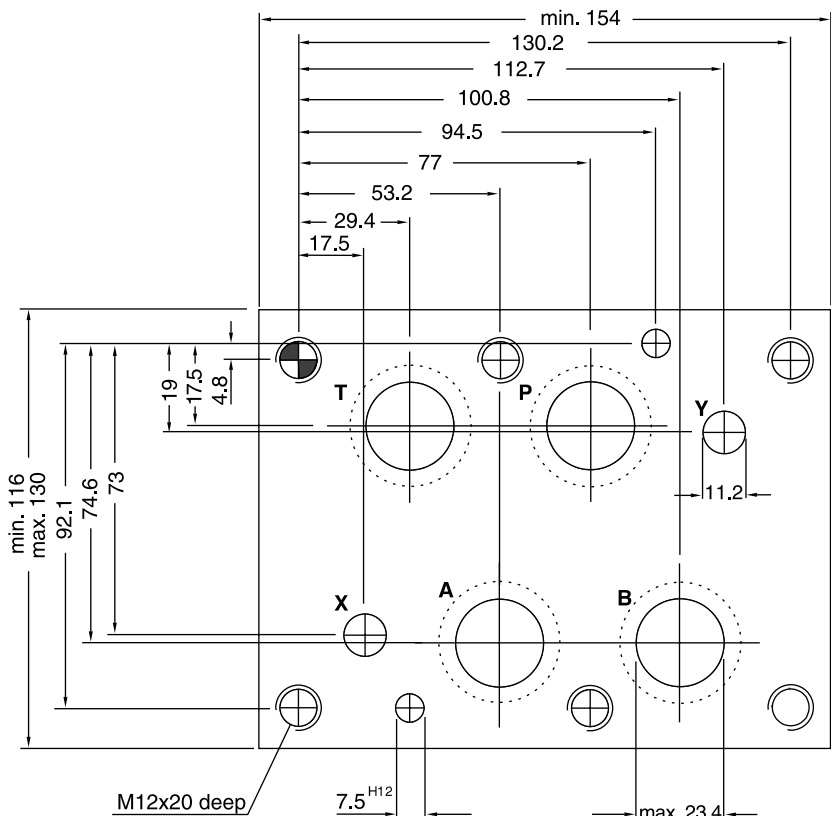 min. 154
130.2
112.7
100.8
94.5
77
53.2
29.4
17.5
min. 116
max. 130
92.1
74.6
73
19
17.5
4.8
T
P
Y
11.2
X
A
B
M12x20 deep
7.5 H12
max. 23.4